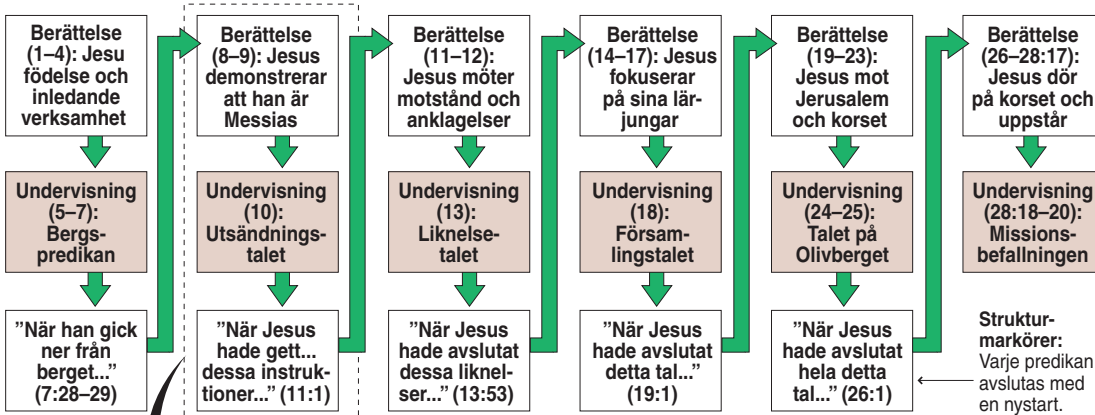 Berättelse
(1–4): Jesu
födelse och
inledande
verksamhet
Undervisning
(5–7):
Bergs-
predikan
”När han gick
ner från
berget...”
(7:28–29)
Berättelse
(8–9): Jesus
demonstrerar
att han är
Messias
Undervisning
(10):
Utsändnings-
talet
”När Jesus
hade gett...
dessa instruk-
tioner...” (11:1)
Berättelse
(11–12):
Jesus möter
motstånd och
anklagelser
Undervisning
(13):
Liknelse-
talet
”När Jesus
hade avslutat
dessa liknel-
ser...” (13:53)
Berättelse
(14–17): Jesus
fokuserar
på sina lär-
jungar
Undervisning
(18):
Försam-
lingstalet
”När Jesus
hade avslutat
detta tal...”
(19:1)
Berättelse
(19–23):
Jesus mot
Jerusalem
och korset
Undervisning
(24–25):
Talet på
Olivberget
”När Jesus
hade avslutat
hela detta
tal...” (26:1)
Berättelse
(26–28:17):
Jesus dör
på korset och
uppstår
Undervisning
(28:18–20):
Missions-
befallningen
Struktur-
markörer:
Varje predikan
avslutas med
en nystart.